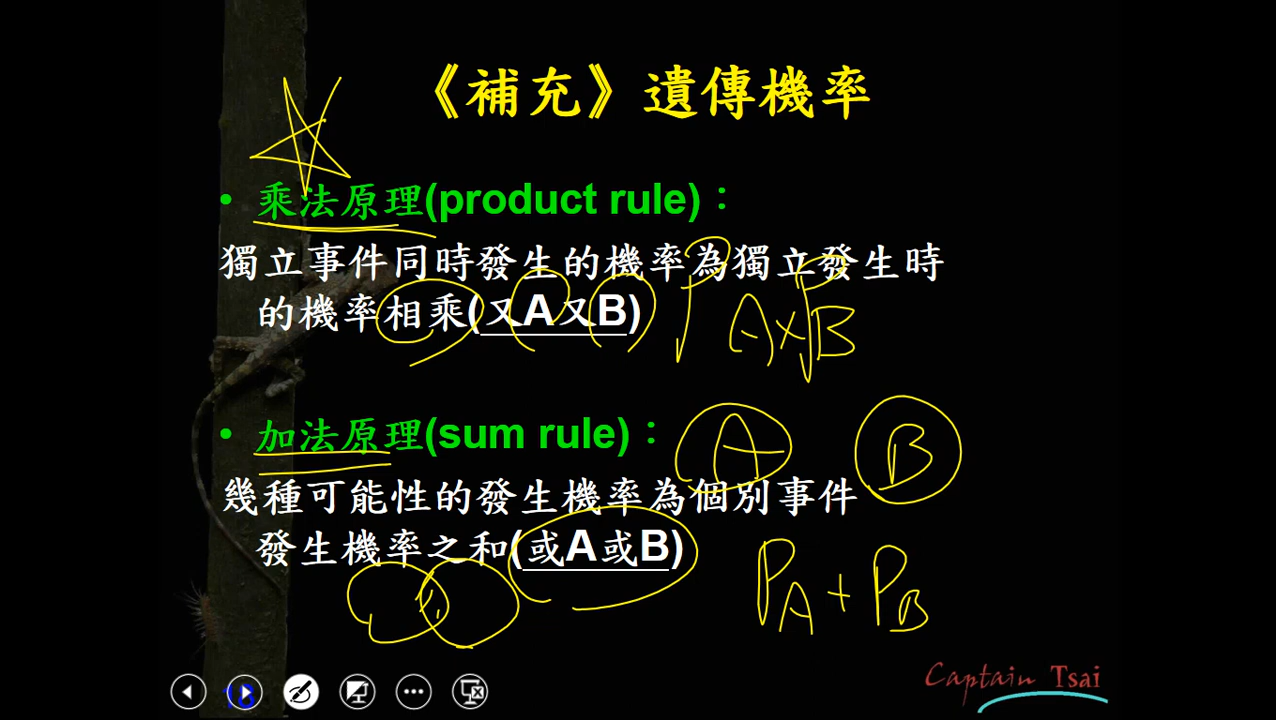 《補充》遺傳機率
• 乘法原理(product rule)：
獨立事件同時發生的機率為獨立發生時
的機率相乘(又A又B)
PA×PB
• 加法原理(sum rule)：
A B
幾種可能性的發生機率為個別事件
發生機率之和(或A或B)
PA+PB
Captain Tsai
18